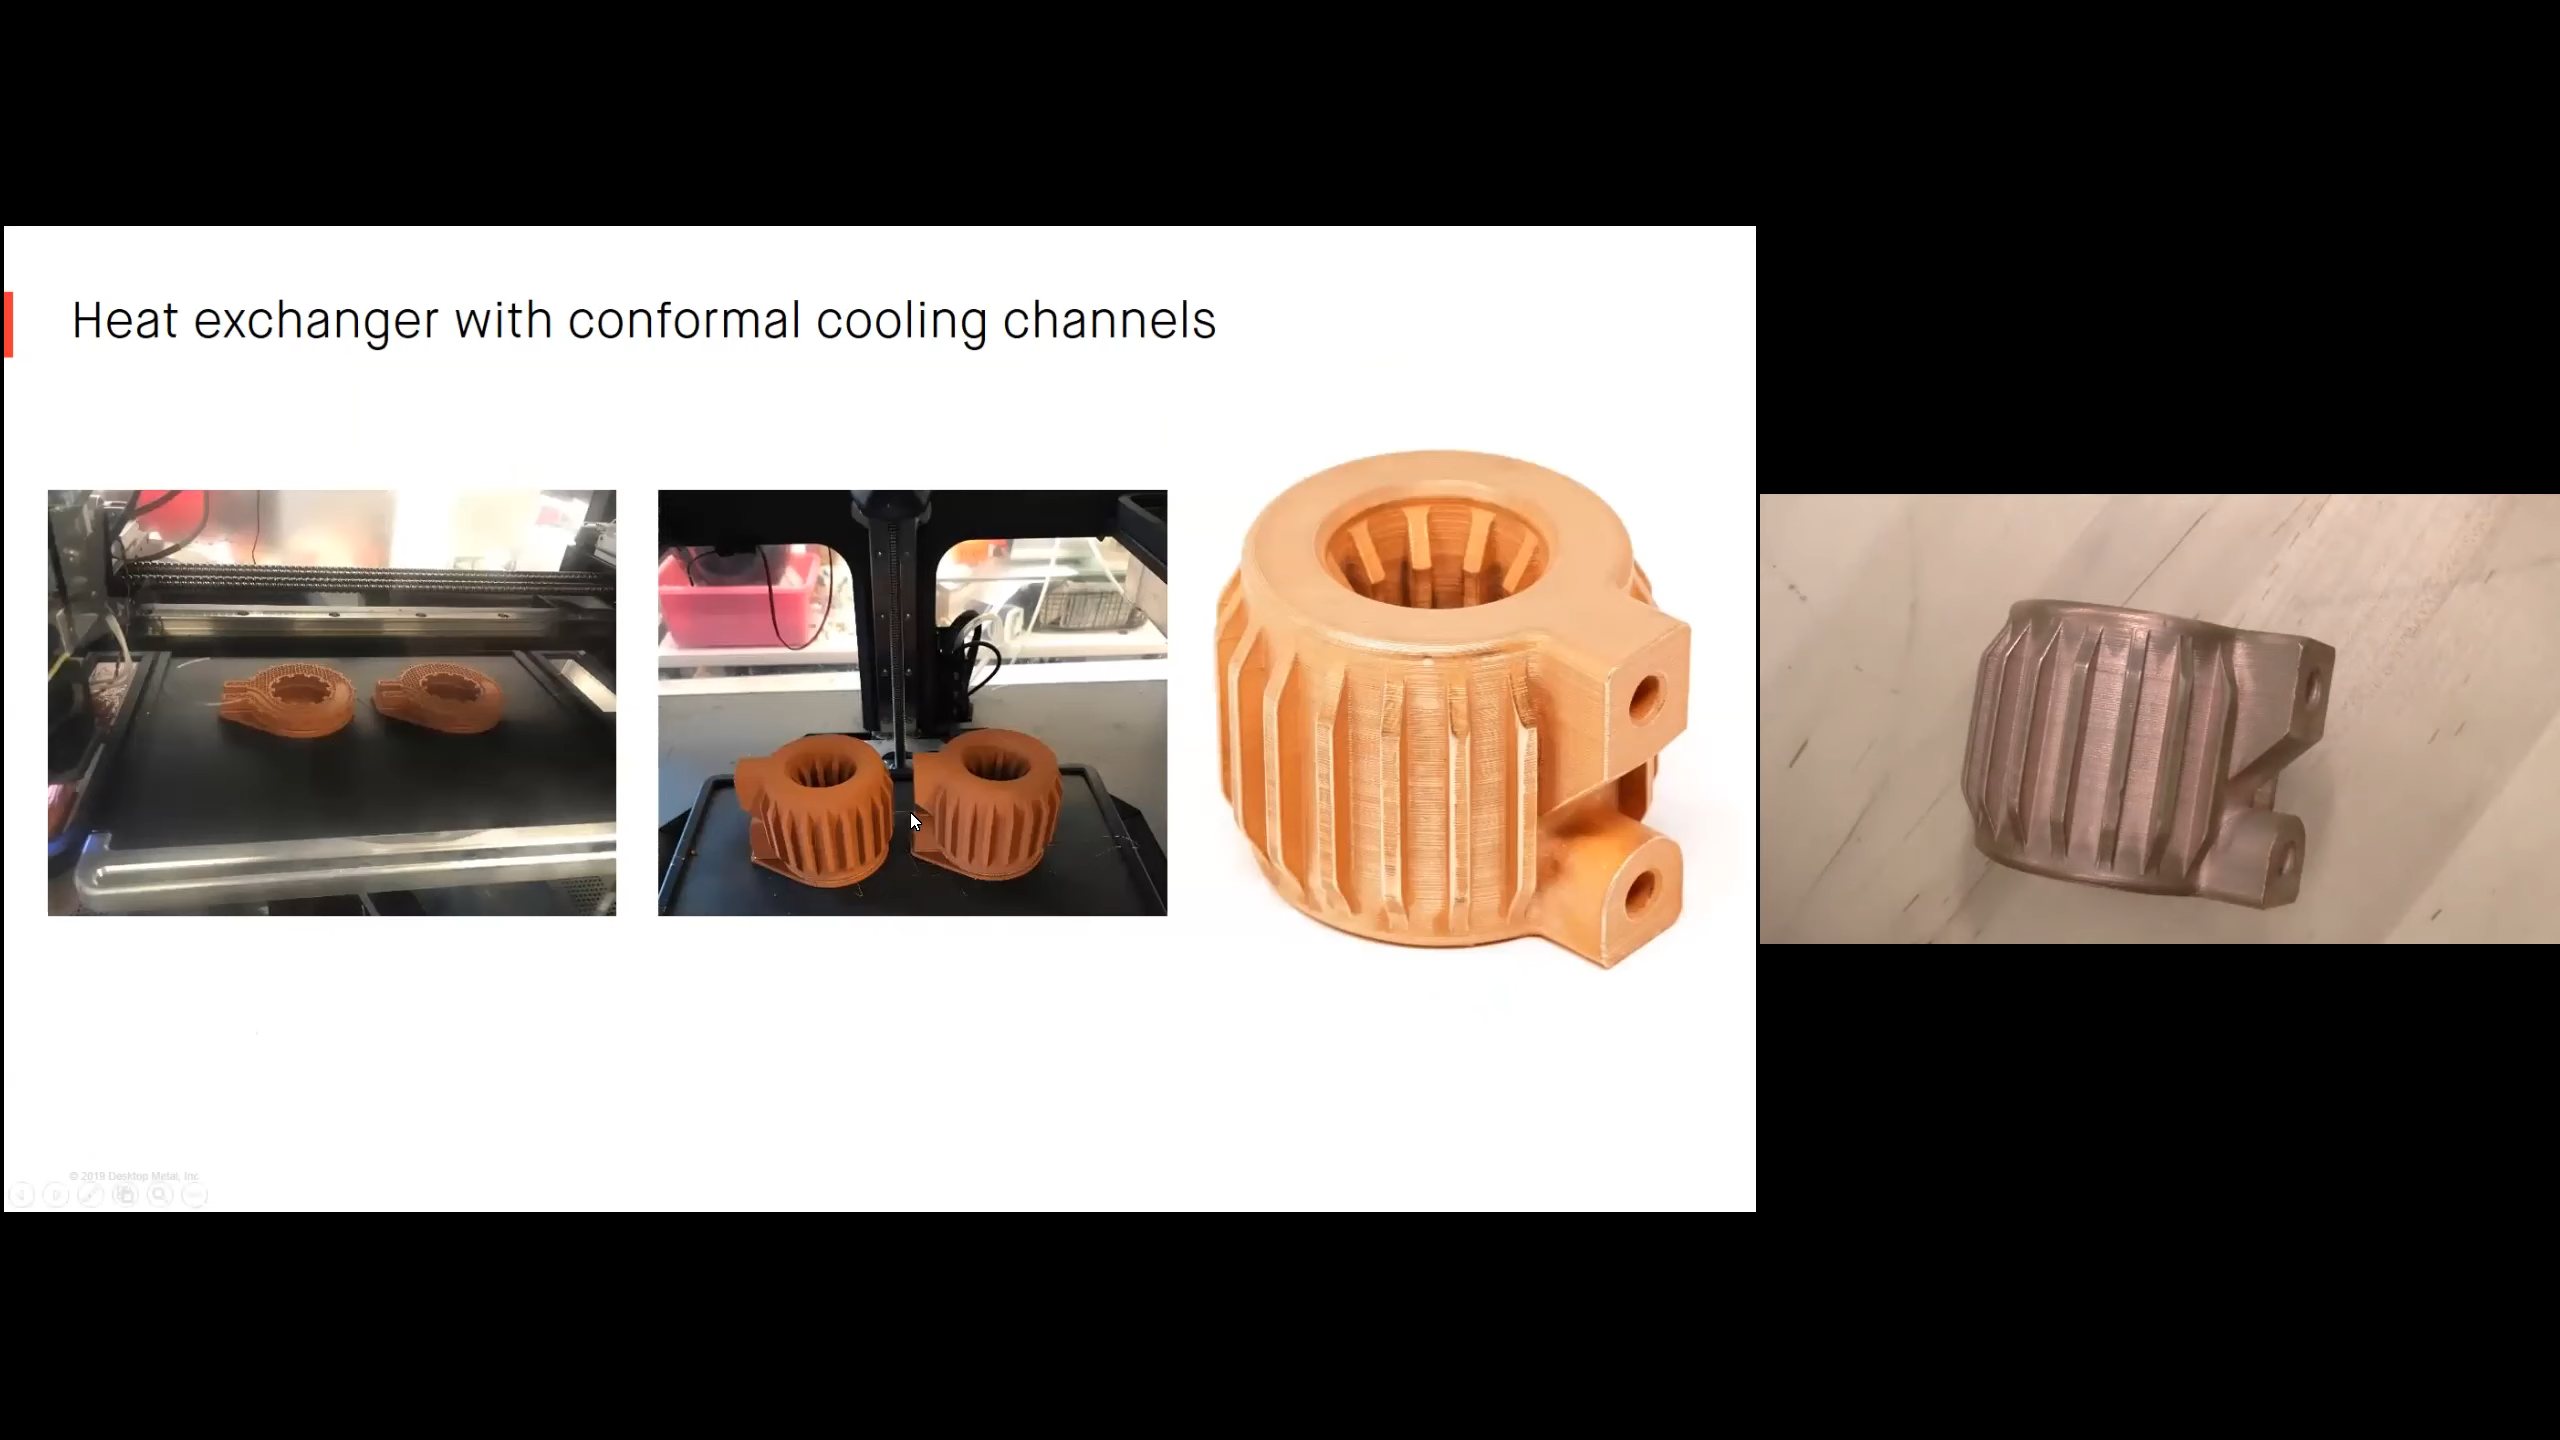 Heat exchanger with conformal cooling channels
© 2019 Desktop Metal, Inc